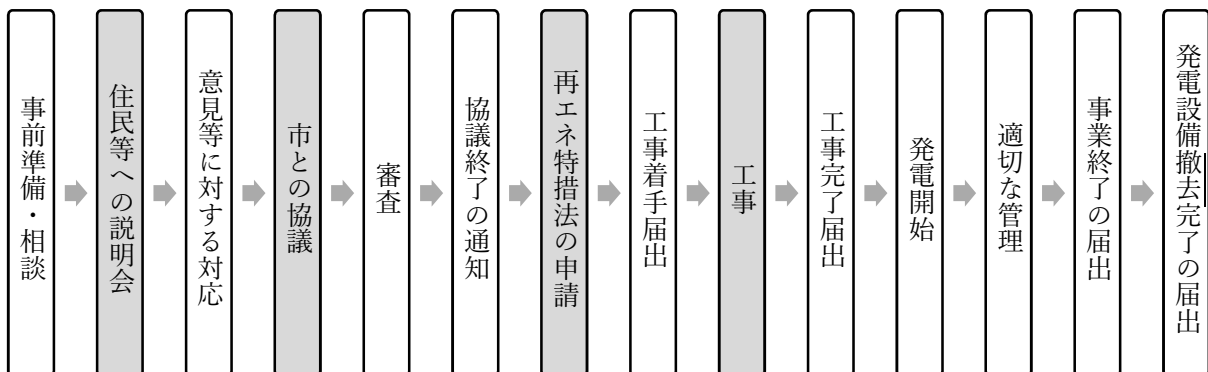 事前準備・相談
住民等への説明会
意見等に対する対応
市との協議
審査
協議終了の通知
再エネ特措法の申請
工事着手届出
工事
工事完了届出
発電開始
適切な管理
事業終了の届出
発電設備撤去完了の届出